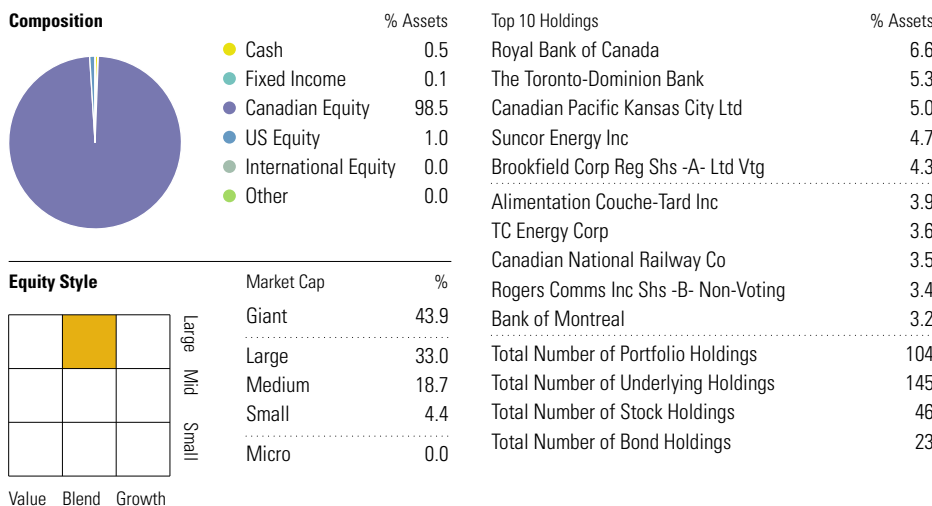 Composition % Assets
Cash 0.5
Fixed Income 0.1
Canadian Equity 98.5
US Equity 1.0
International Equity 0.0
Other 0.0
Equity Style
Large
Mid
Small
Value Blend Growth
Market Cap %
Giant 43.9
Large 33.0
Medium 18.7
Small 4.4
Micro 0.0
Top 10 Holdings % Assets
Royal Bank of Canada 6.6
The Toronto-Dominion Bank 5.3
Canadian Pacific Kansas City Ltd 5.0
Suncor Energy Inc 4.7
Brookfield Corp Reg Shs -A- Ltd Vtg 4.3
Alimentation Couche-Tard Inc 3.9
TC Energy Corp 3.6
Canadian National Railway Co 3.5
Rogers Comms Inc Shs -B- Non-Voting 3.4
Bank of Montreal 3.2
Total Number of Portfolio Holdings 104
Total Number of Underlying Holdings 145
Total Number of Stock Holdings 46
Total Number of Bond Holdings 23